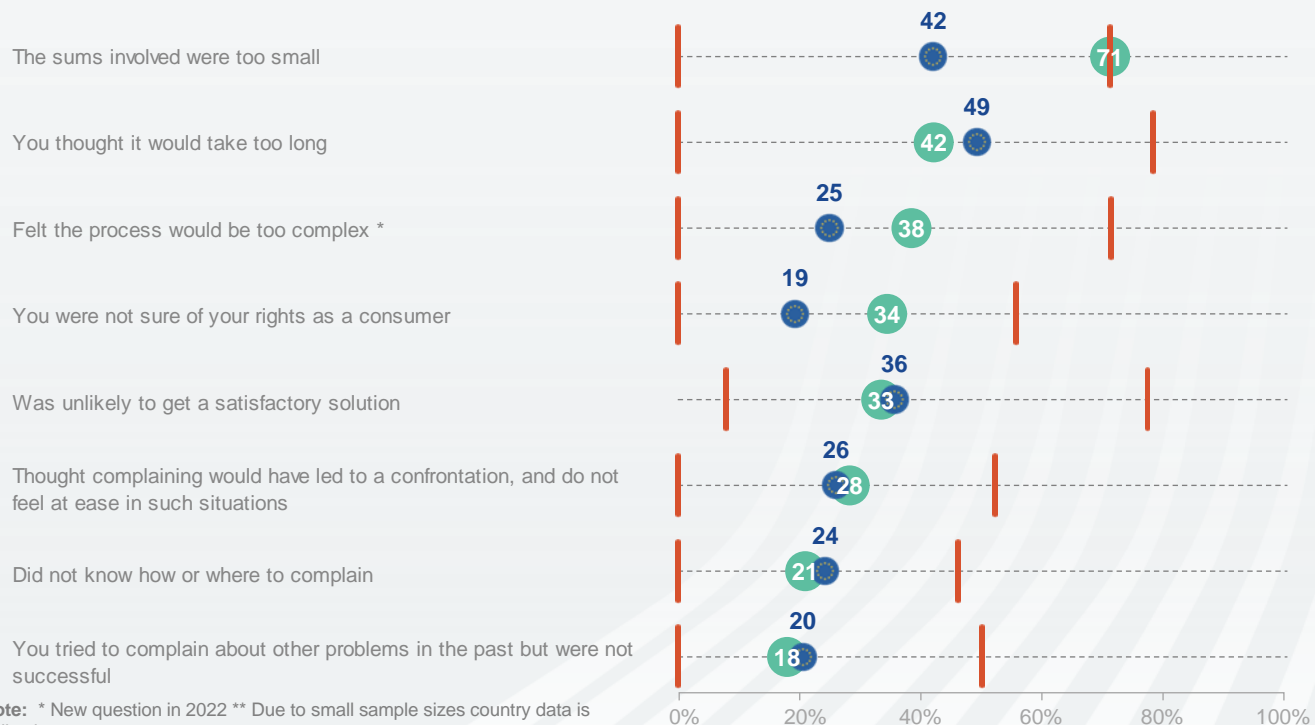 42
The sums involved were too small
71
49
You thought it would take too long
42
25
Felt the process would be too complex *
38
19
You were not sure of your rights as a consumer
34
36
Was unlikely to get a satisfactory solution
33
26
Thought complaining would have led to a confrontation, and do not
feel at ease in such situations
28
24
Did not know how or where to complain
21
20
You tried to complain about other problems in the past but were not
successful
18
ote: * New question in 2022 ** Due to small sample sizes country data is
0% 20% 40% 60% 80% 100%